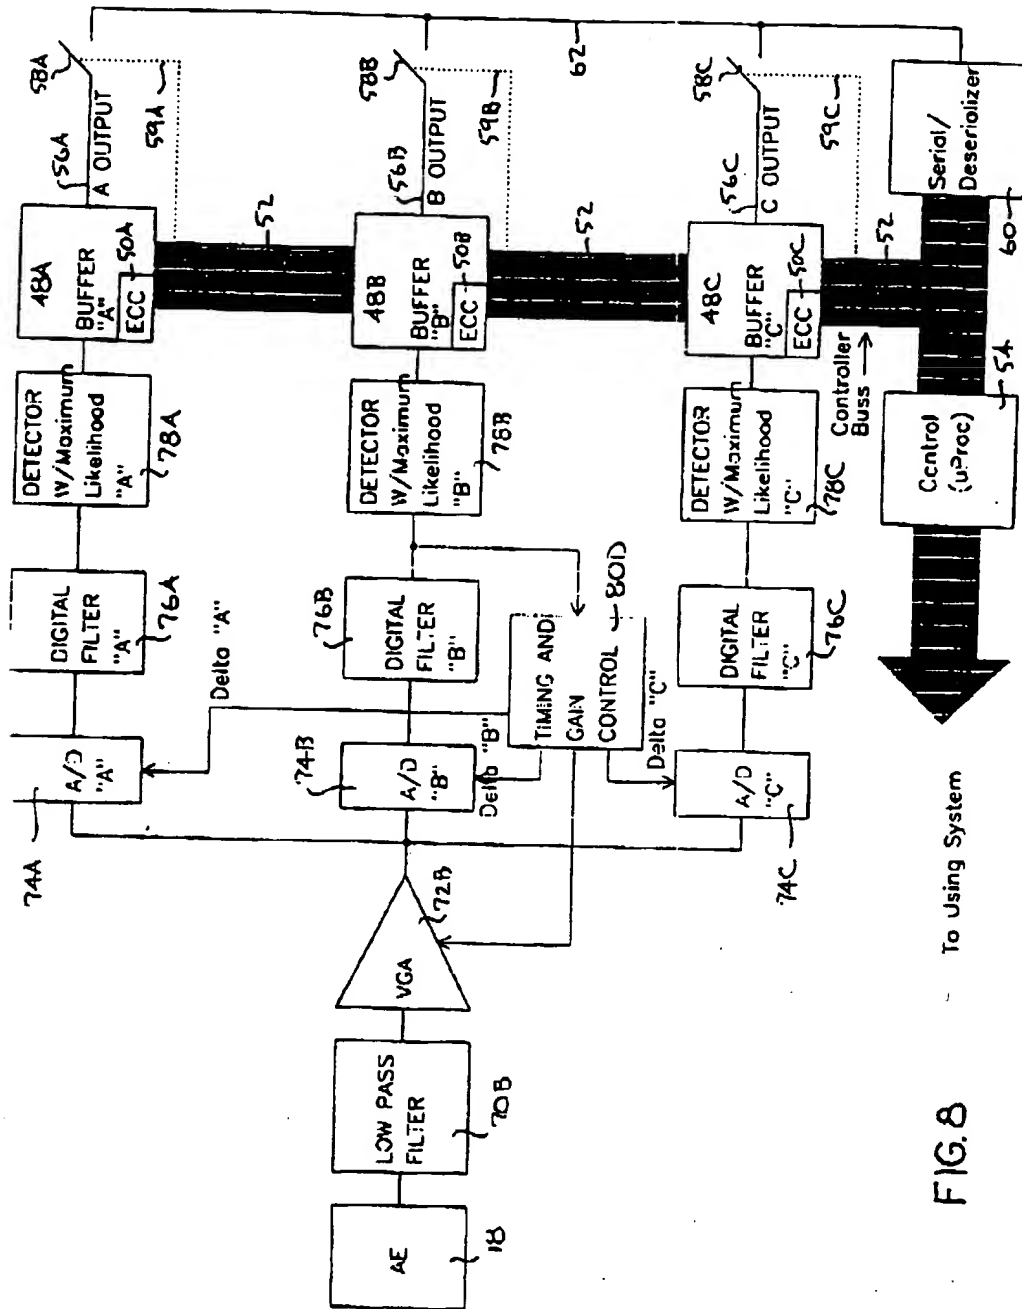 AE
18
LOW PASS
FILTER
70B
VGA
72B
74A
A/D
"A"
Delta "A"
DIGITAL
FILTER
"A"
76A
DETECTOR
W/Maximum
Likelihood
"A"
78A
48A
BUFFER
"A"
ECC
50A
56A
A OUTPUT
58A
59A
52
74B
A/D
"B"
Delta "B"
76B
DIGITAL
FILTER
"B"
DETECTOR
W/Maximum
Likelihood
"B"
78B
48B
BUFFER
"B"
ECC
50B
56B
B OUTPUT
58B
59B
52
62
TIMING AND
GAIN
CONTROL
80D
Delta "C"
A/D
"C"
74C
DIGITAL
FILTER
"C"
76C
DETECTOR
W/Maximum
Likelihood
"C"
78C
48C
BUFFER
"C"
ECC
50C
56C
C OUTPUT
58C
59C
52
Controller
Buss
Control
(uProc)
54
Serial/
Deserializer
60
To Using System
FIG. 8